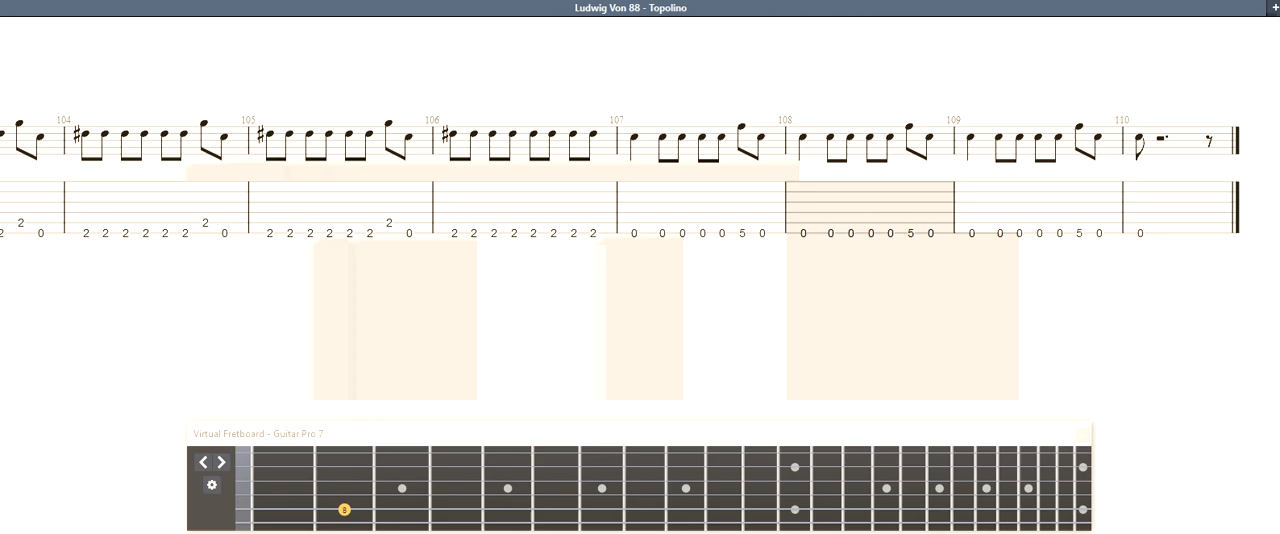 Ludwig Von 88 - Topolino
+
104 105 106 107 108 109 110
2 2 2 2
2 0 2 2 2 2 2 2 0 2 2 2 2 2 2 0 2 2 2 2 2 2 2 2 0 0 0 0 0 5 0 0 0 0 0 0 5 0 0 0 0 0 0 5 0 0
Virtual Fretboard - Guitar Pro 7
B